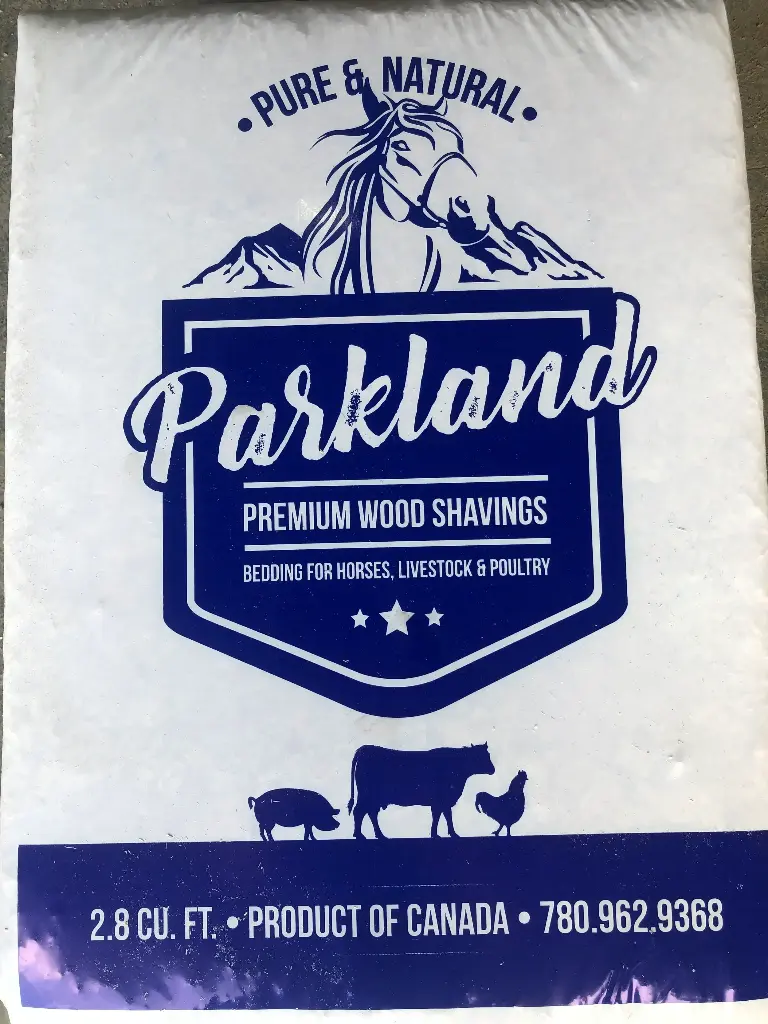 • PURE & NATURAL •
Parkland
PREMIUM WOOD SHAVINGS
BEDDING FOR HORSES, LIVESTOCK & POULTRY
2.8 CU. FT. • PRODUCT OF CANADA • 780.962.9368